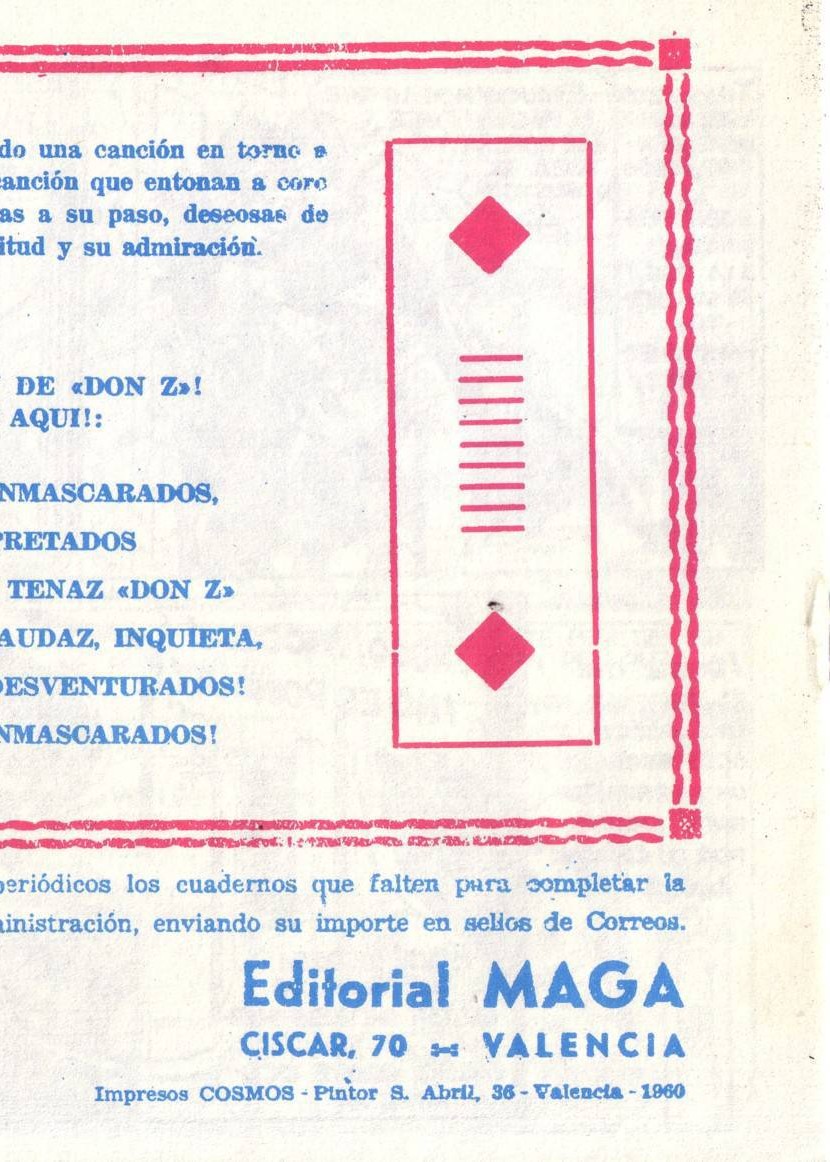 do una canción en torno a
canción que entonan a coro
as a su paso, deseosas de
itud y su admiración.
DE «DON Z»!
AQUI!:
NMASCARADOS,
PRETADOS
TENAZ «DON Z»
AUDAZ, INQUIETA,
DESVENTURADOS!
NMASCARADOS!
periódicos los cuadernos que falten para completar la
ministración, enviando su importe en sellos de Correos.
Editorial MAGA
CISCAR, 70 VALENCIA
Impresos COSMOS - Pintor S. Abril, 36 - Valencia - 1960